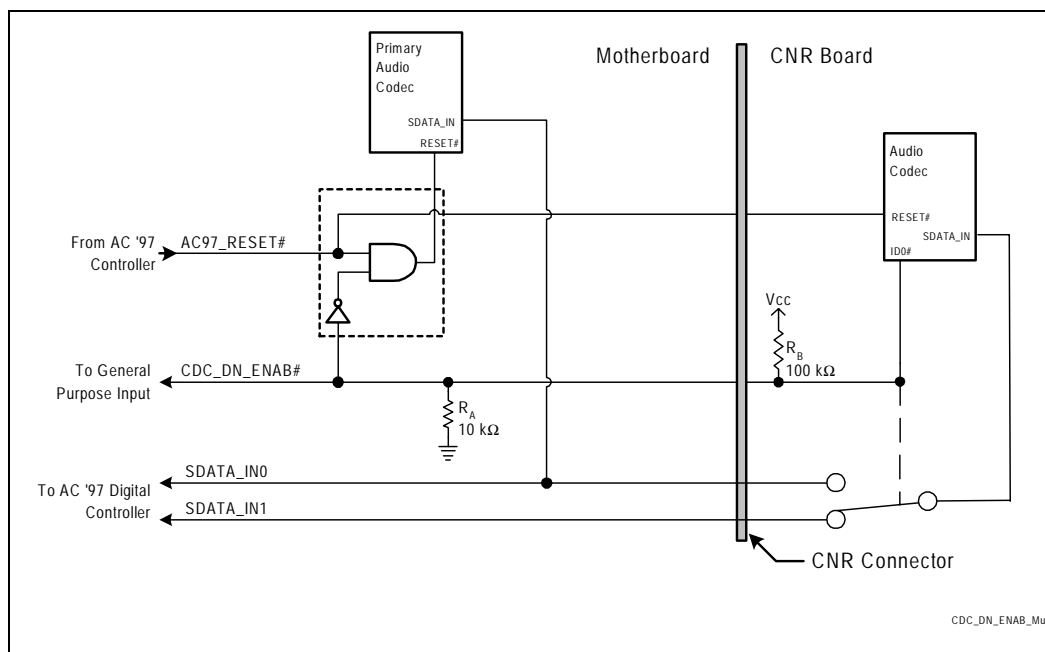 Primary
Audio
Codec
SDATA_IN
RESET#
Motherboard
CNR Board
Audio
Codec
RESET#
SDATA_IN
ID0#
From AC '97
Controller
AC97_RESET#
Vcc
RB
100 kΩ
To General
Purpose Input
CDC_DN_ENAB#
RA
10 kΩ
SDATA_IN0
To AC '97 Digital
Controller
SDATA_IN1
CNR Connector
CDC_DN_ENAB_Mu